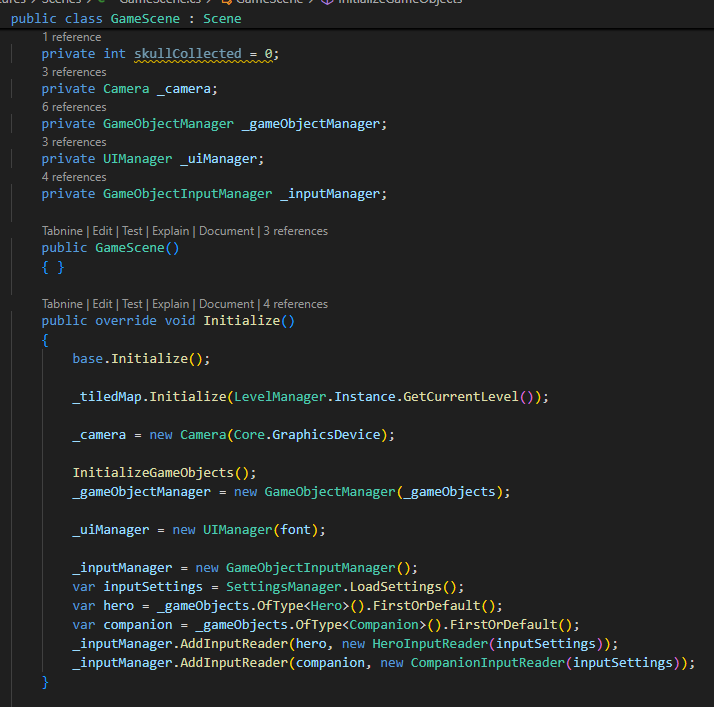 public class GameScene : Scene
1 reference
private int skullCollected = 0;
3 references
private Camera _camera;
6 references
private GameObjectManager _gameObjectManager;
3 references
private UIManager _uiManager;
4 references
private GameObjectInputManager _inputManager;
Tabnine | Edit | Test | Explain | Document | 3 references
public GameScene()
{ }
Tabnine | Edit | Test | Explain | Document | 4 references
public override void Initialize()
{
base.Initialize();
_tiledMap.Initialize(LevelManager.Instance.GetCurrentLevel());
_camera = new Camera(Core.GraphicsDevice);
InitializeGameObjects();
_gameObjectManager = new GameObjectManager(_gameObjects);
_uiManager = new UIManager(font);
_inputManager = new GameObjectInputManager();
var inputSettings = SettingsManager.LoadSettings();
var hero = _gameObjects.OfType<Hero>().FirstOrDefault();
var companion = _gameObjects.OfType<Companion>().FirstOrDefault();
_inputManager.AddInputReader(hero, new HeroInputReader(inputSettings));
_inputManager.AddInputReader(companion, new CompanionInputReader(inputSettings));
}